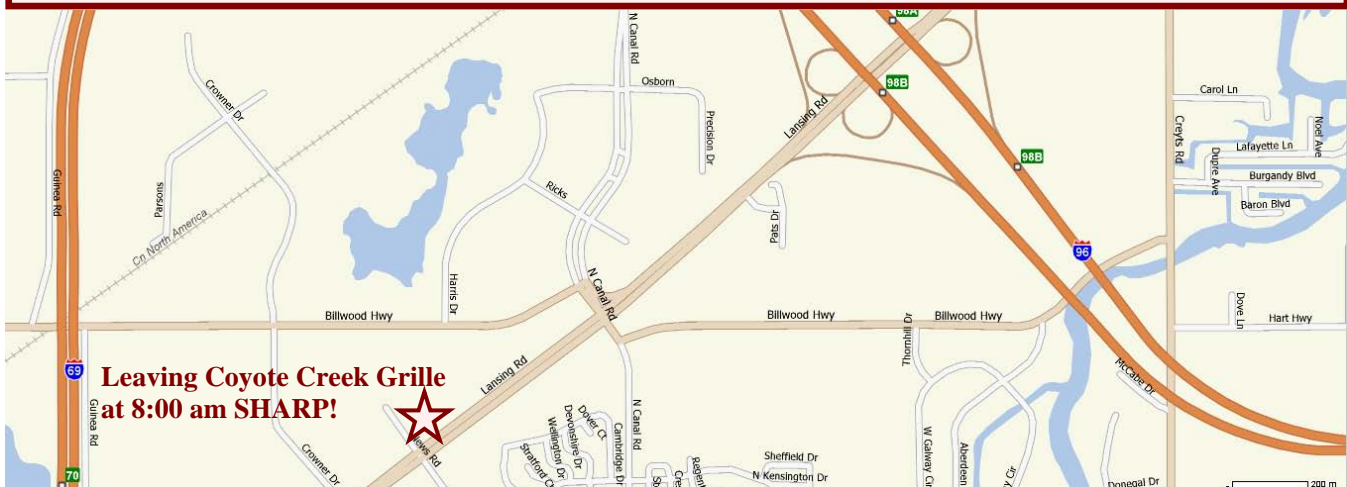 98A
N Canal Rd
98B
Osborn
Crowner Dr
Precision Dr
Lansing Rd
Carol Ln
Creyts Rd
Noel Ave
Lafayette Ln
Dupre Ave
98B
Burgandy Blvd
Baron Blvd
Guinea Rd
Parsons
Ricks
Pats Dr
Cn North America
96
Harris Dr
N Canal Rd
Dove Ln
Billwood Hwy
Billwood Hwy
Billwood Hwy
Hart Hwy
Thornhill Dr
McCabe Dr
69
Leaving Coyote Creek Grille
at 8:00 am SHARP!
Lansing Rd
Guinea Rd
Dover Ct
Devonshire Dr
Wellington Dr
Stratford
Cambridge Dr
N Canal Rd
Crowner Dr
Sheffield Dr
N Kensington Dr
W Galway Cir
Aberdeen
Donegal Dr
70
200 m